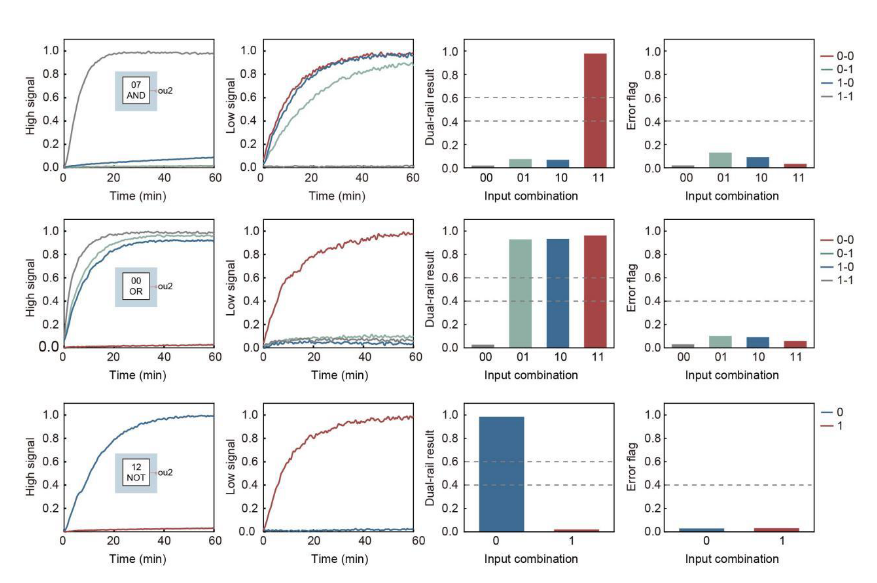 High signal
1.0
0.8
0.6
0.4
0.2
0.0
0 20 40 60
Time (min)
07
AND
ou2
Low signal
1.0
0.8
0.6
0.4
0.2
0.0
0 20 40 60
Time (min)
Dual-rail result
1.0
0.8
0.6
0.4
0.2
0.0
00 01 10 11
Input combination
Error flag
1.0
0.8
0.6
0.4
0.2
0.0
00 01 10 11
Input combination
0-0
0-1
1-0
1-1
High signal
1.0
0.8
0.6
0.4
0.2
0.0
0 20 40 60
Time (min)
00
OR
ou2
Low signal
1.0
0.8
0.6
0.4
0.2
0.0
0 20 40 60
Time (min)
Dual-rail result
1.0
0.8
0.6
0.4
0.2
0.0
00 01 10 11
Input combination
Error flag
1.0
0.8
0.6
0.4
0.2
0.0
00 01 10 11
Input combination
0-0
0-1
1-0
1-1
High signal
1.0
0.8
0.6
0.4
0.2
0 20 40 60
Time (min)
12
NOT
ou2
Low signal
1.0
0.8
0.6
0.4
0.2
0 20 40 60
Time (min)
Dual-rail result
1.0
0.8
0.6
0.4
0.2
0.0
0 1
Input combination
Error flag
1.0
0.8
0.6
0.4
0.2
0.0
0 1
Input combination
0
1